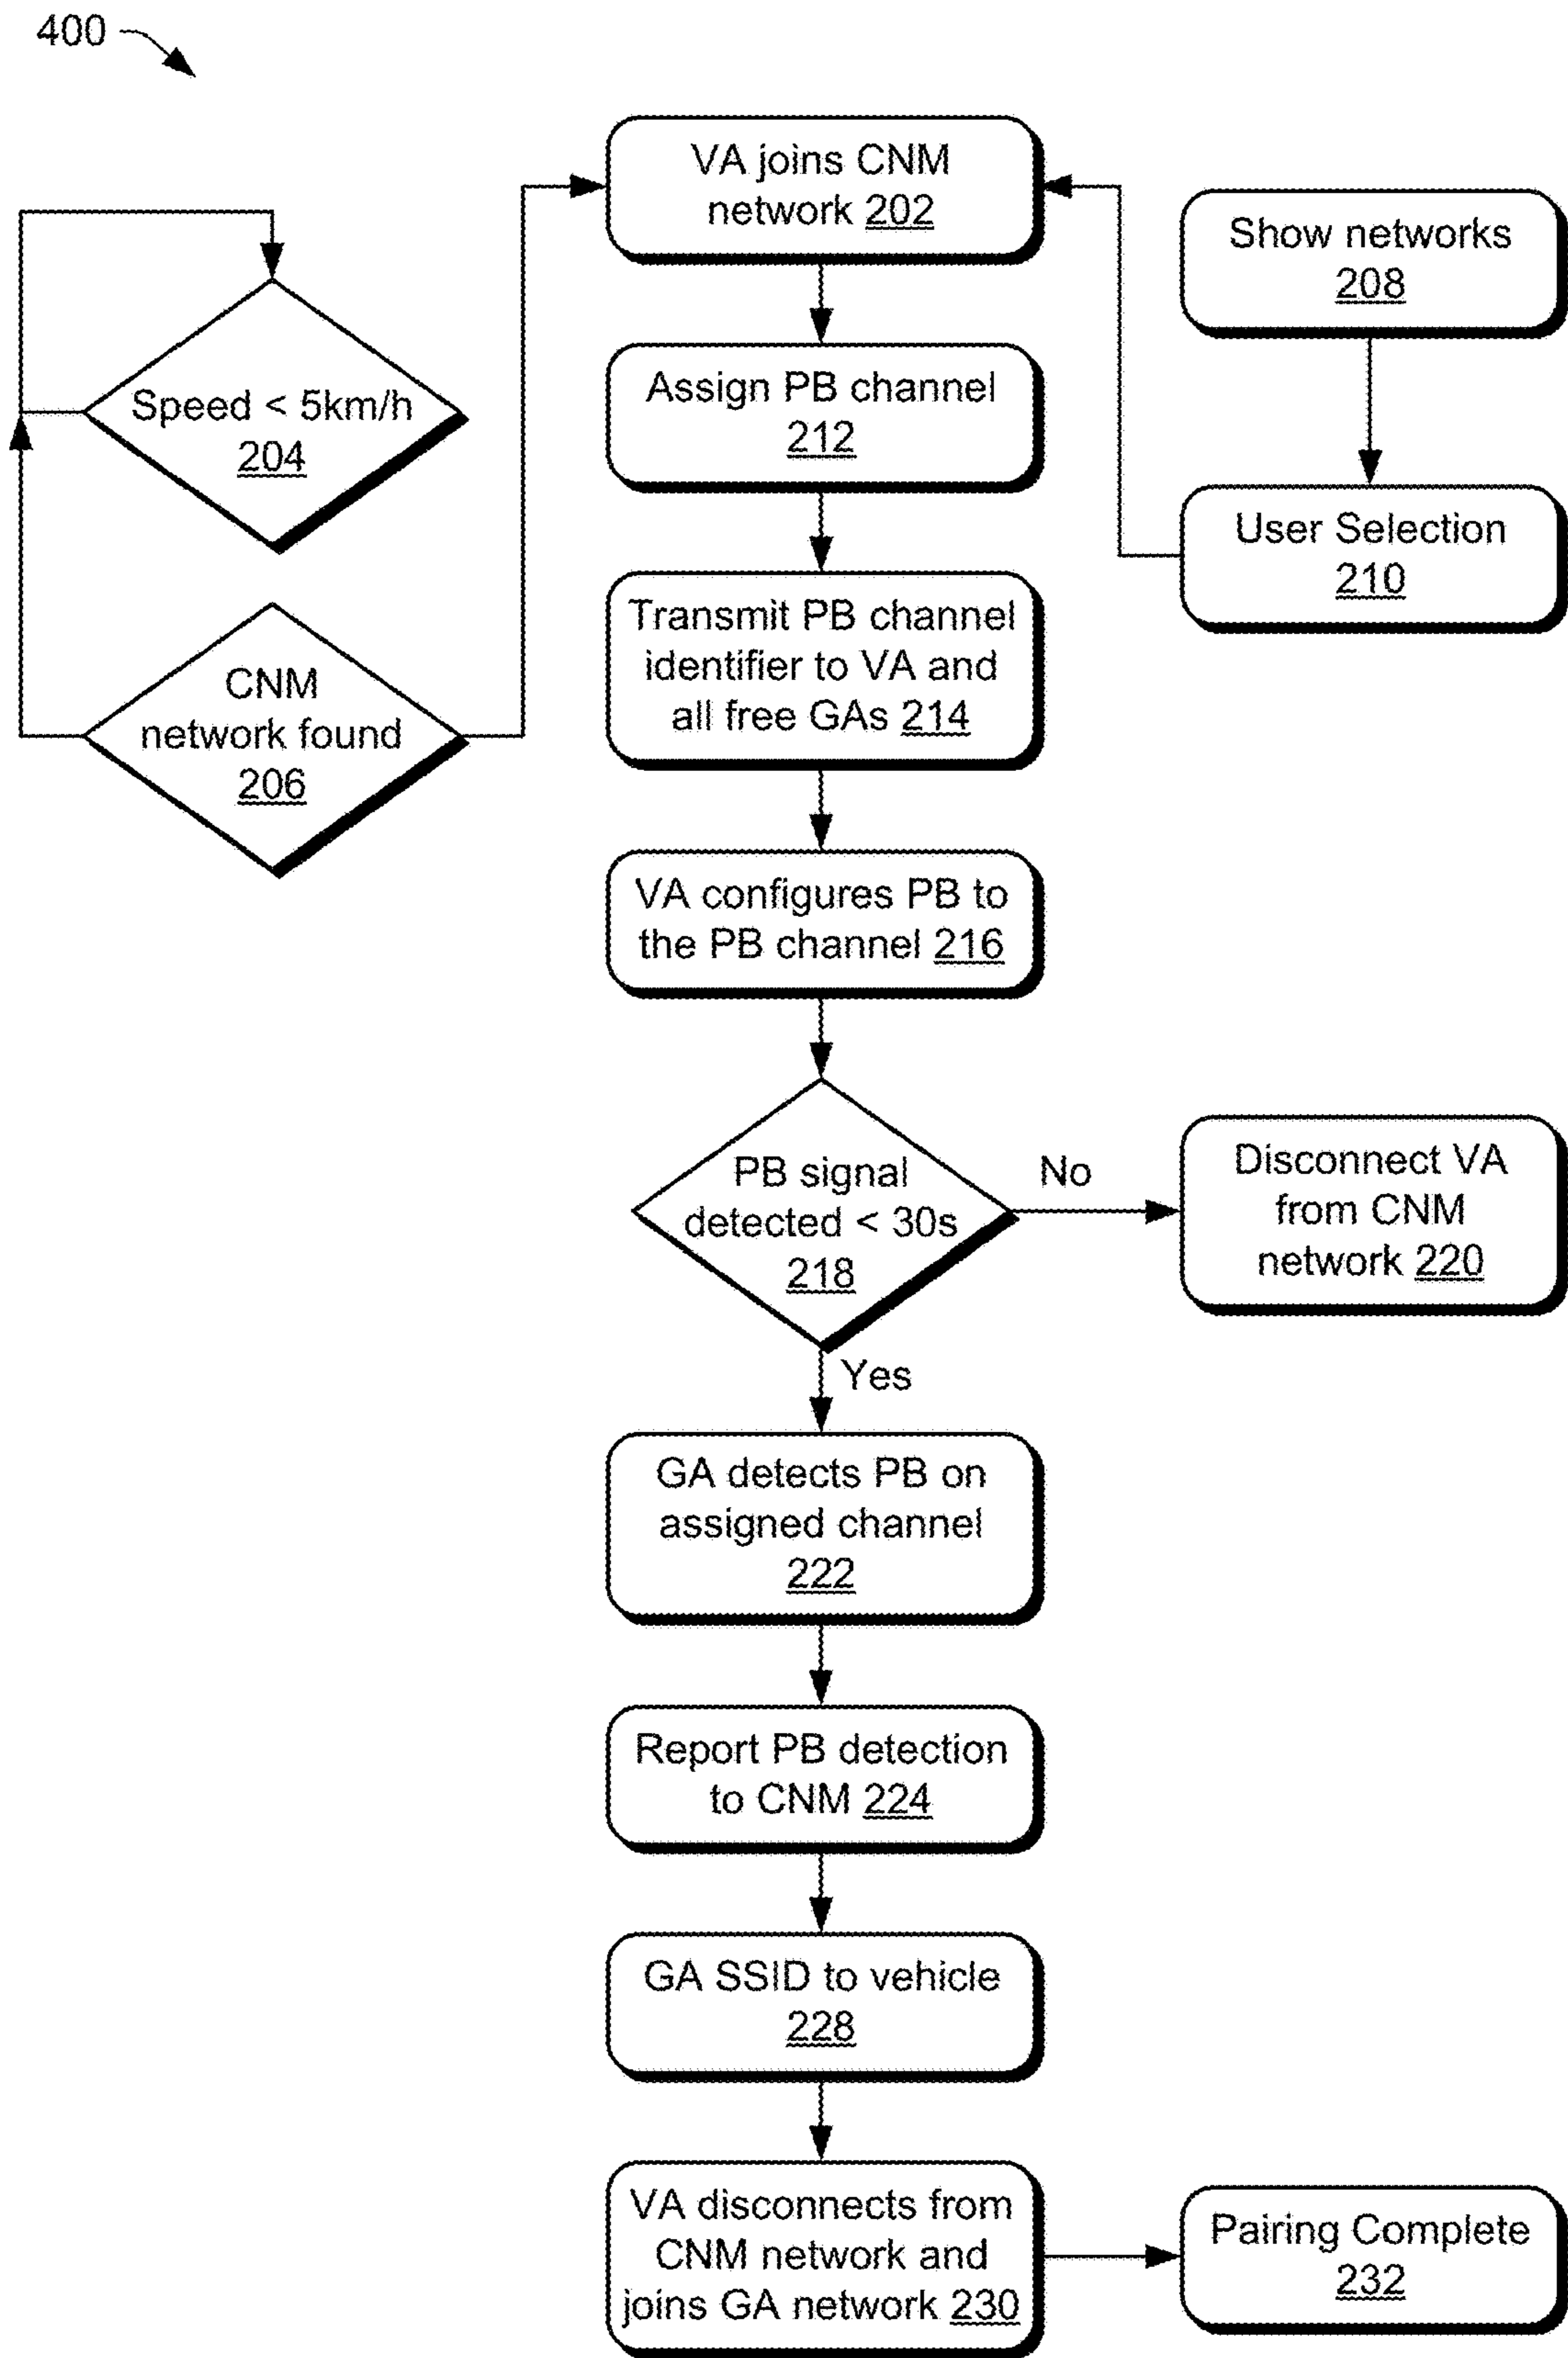 400
VA joins CNM
network 202
Show networks
208
Speed < 5km/h
204
Assign PB channel
212
User Selection
210
Transmit PB channel
identifier to VA and
all free GAs 214
CNM
network found
206
VA configures PB to
the PB channel 216
PB signal
detected < 30s
218
No
Disconnect VA
from CNM
network 220
Yes
GA detects PB on
assigned channel
222
Report PB detection
to CNM 224
GA SSID to vehicle
228
VA disconnects from
CNM network and
joins GA network 230
Pairing Complete
232